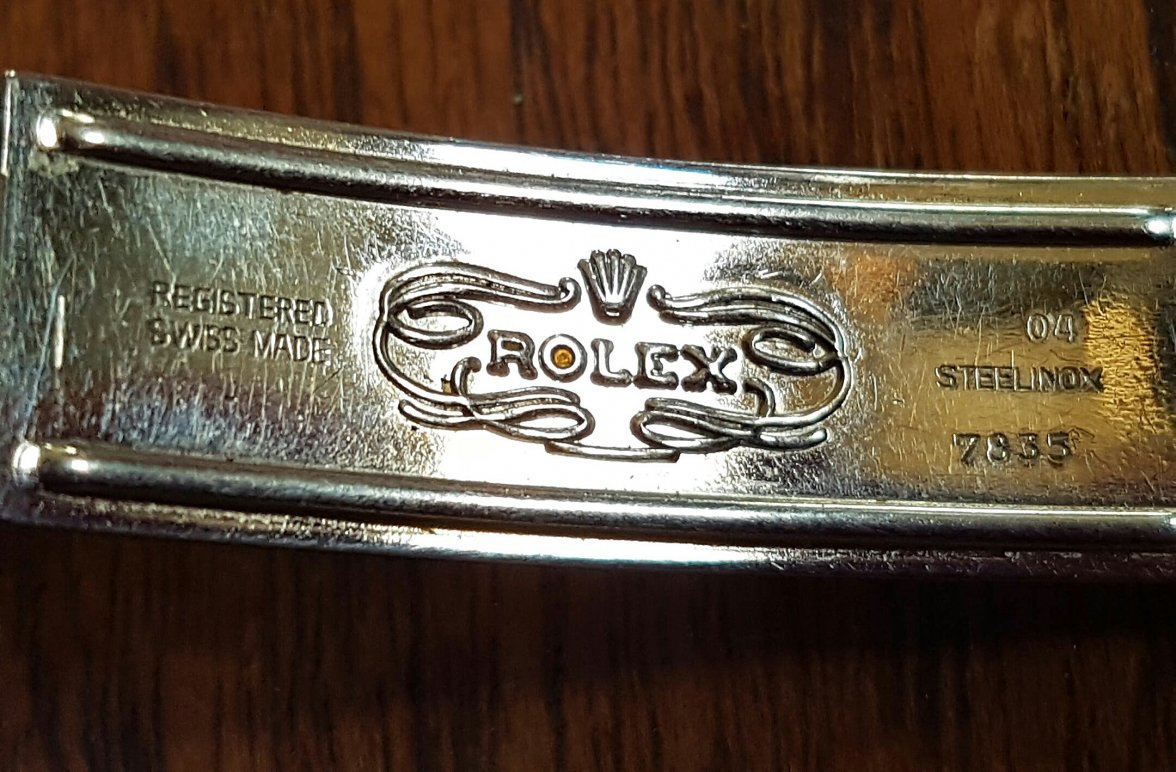 REGISTERED
SWISS MADE
ROLEX
04
STEELINOX
7835